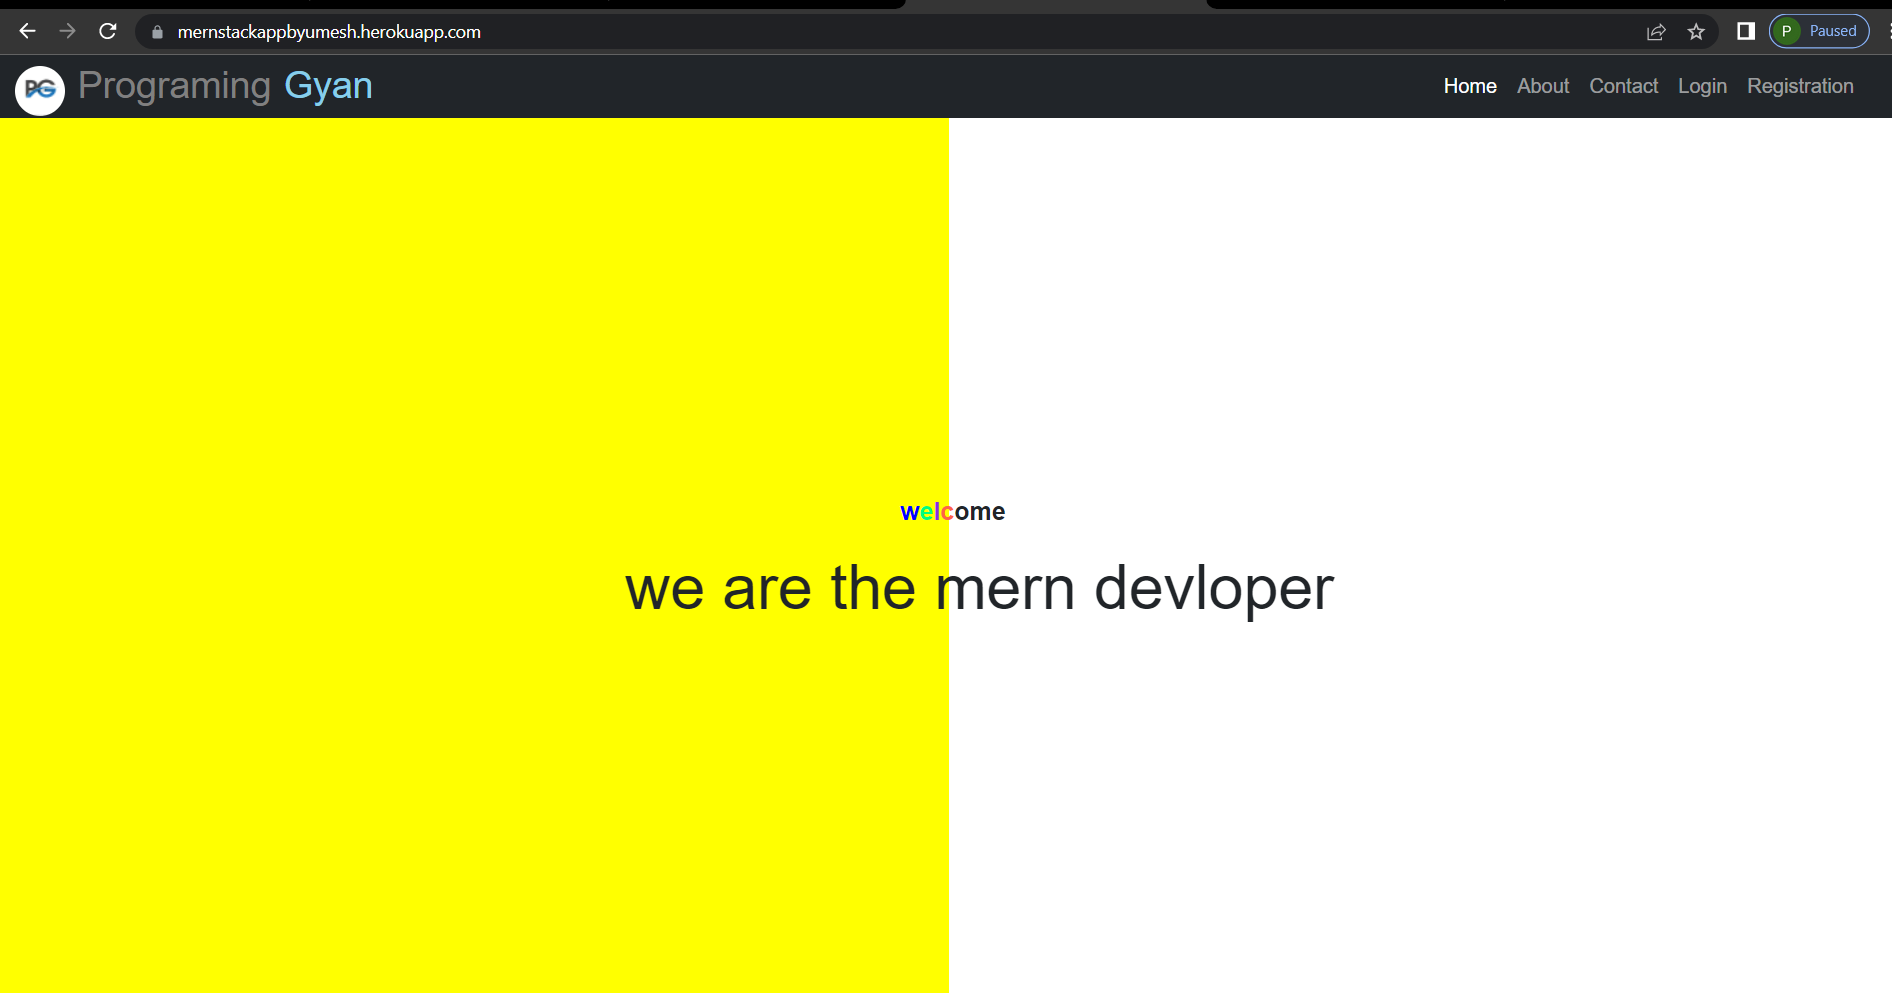 mernstackappbyumesh.herokuapp.com
P Paused
PG Programing Gyan
Home About Contact Login Registration
welcome
we are the mern devloper